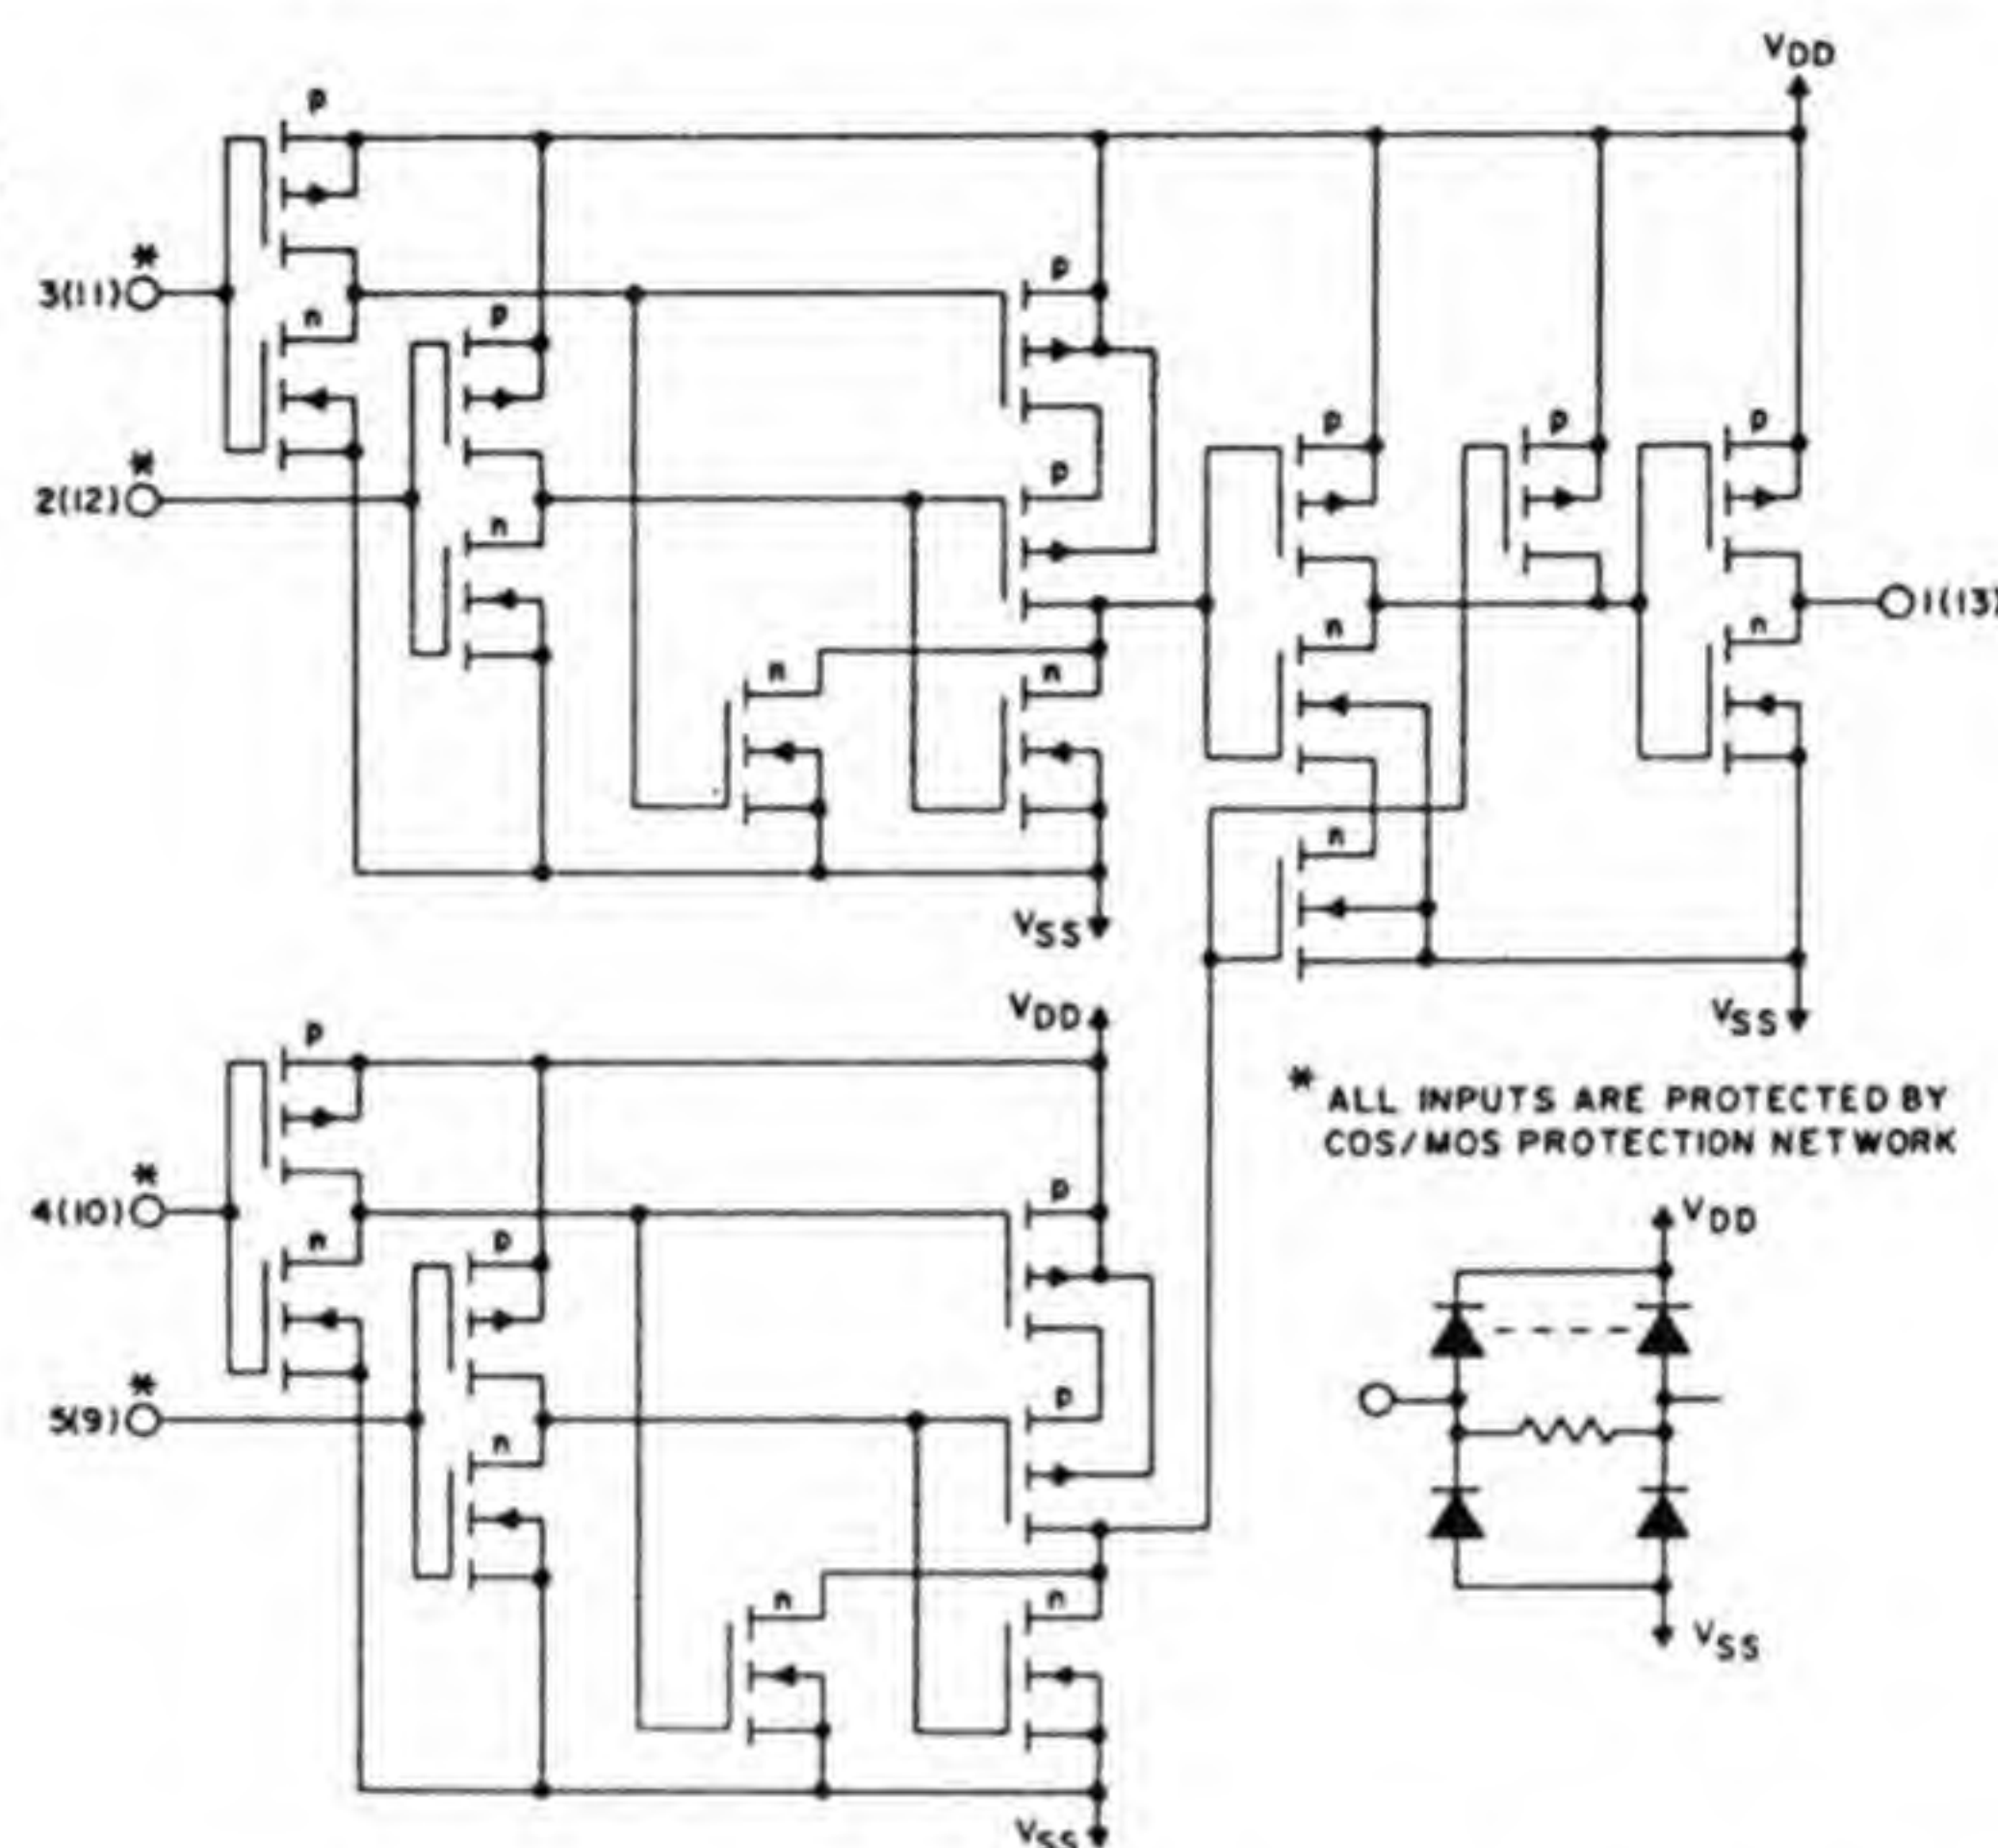 VDD
p
*
3(11)
n
p
p
*
2(12)
n
p
p
p
p
n
n
n
n
1(13)
n
VSS
VDD
VSS
p
* ALL INPUTS ARE PROTECTED BY
COS/MOS PROTECTION NETWORK
*
4(10)
n
p
p
VDD
*
5(9)
n
p
n
n
VSS
VSS